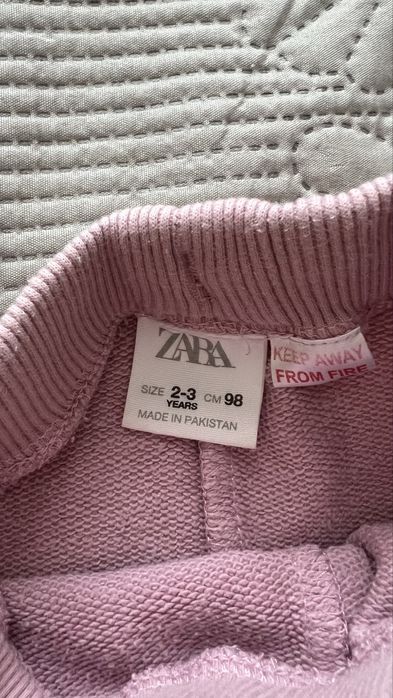 ZARA
SIZE 2-3 CM 98
YEARS
MADE IN PAKISTAN
KEEP AWAY
FROM FIRE